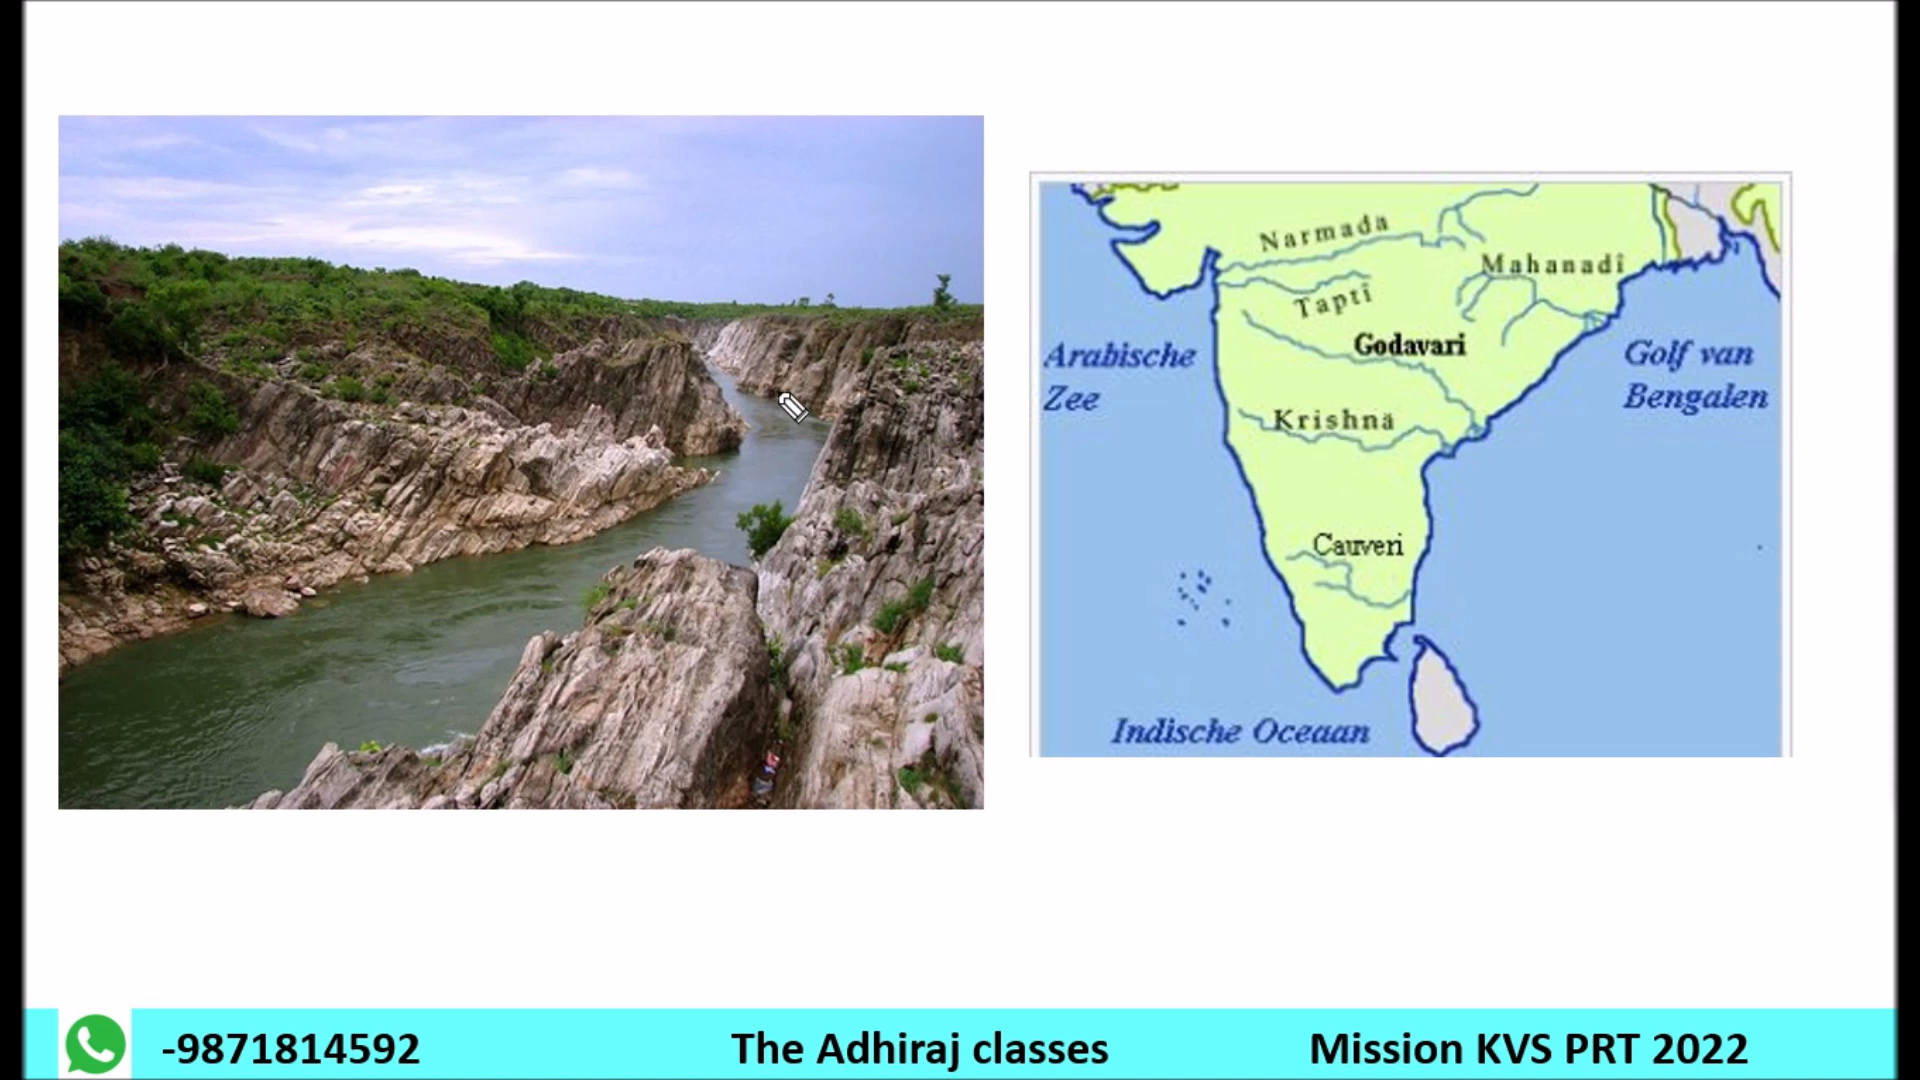 Narmada
Mahanadi
Tapti
Godavari
Arabische
Zee
Golf van
Bengalen
Krishna
Cauveri
Indische Oceaan
-9871814592
The Adhiraj classes
Mission KVS PRT 2022